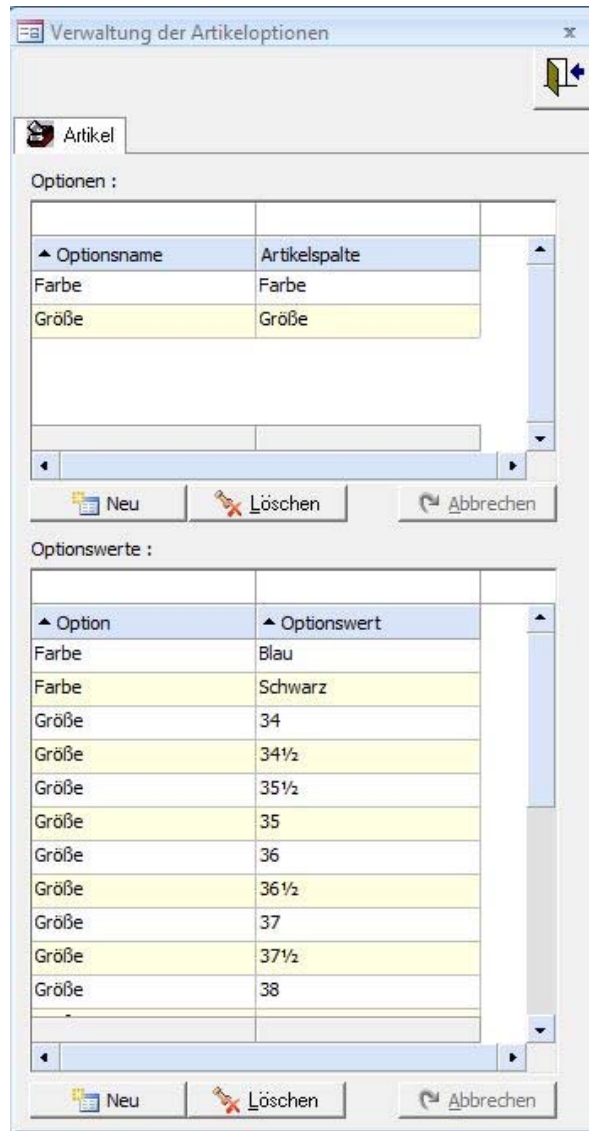 Verwaltung der Artikeloptionen x
Artikel
Optionen :
Optionsname Artikelspalte
Farbe Farbe
Größe Größe
Neu Löschen Abbrechen
Optionswerte :
Option Optionswert
Farbe Blau
Farbe Schwarz
Größe 34
Größe 34½
Größe 35½
Größe 35
Größe 36
Größe 36½
Größe 37
Größe 37½
Größe 38
Neu Löschen Abbrechen